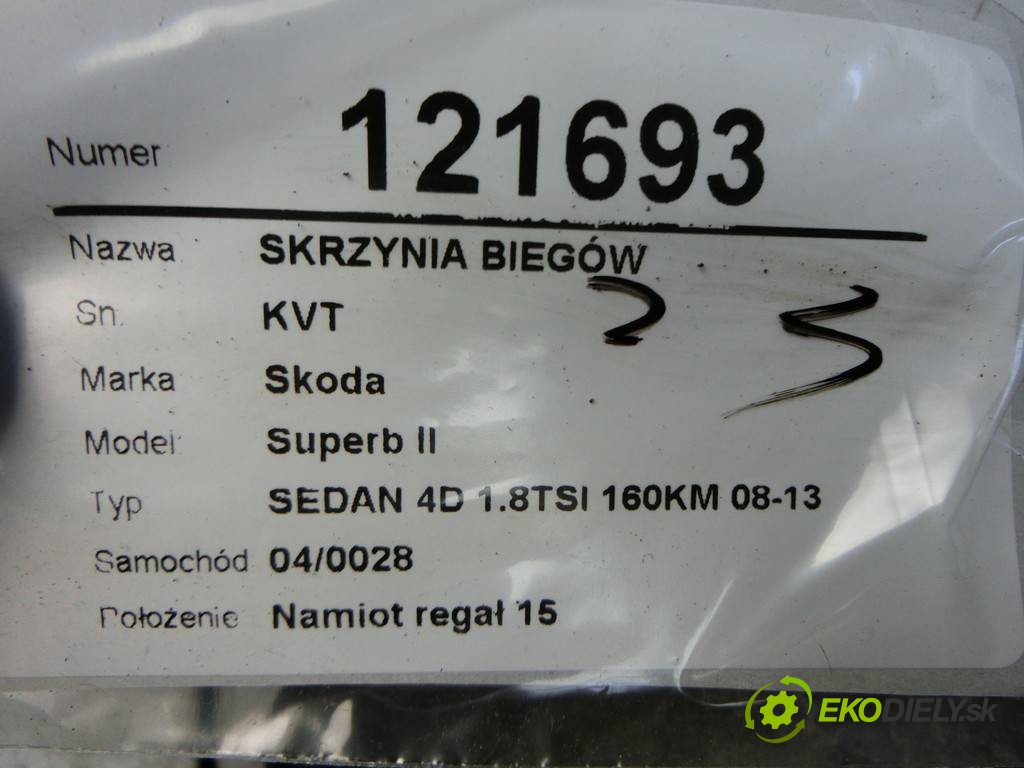 Numer 121693
Nazwa SKRZYNIA BIEGÓW
23
Sn. KVT
Marka Skoda
Model Superb II
Typ SEDAN 4D 1.8TSI 160KM 08-13
Samochód 04/0028
Położenie Namiot regał 15
EKODIELY.sk